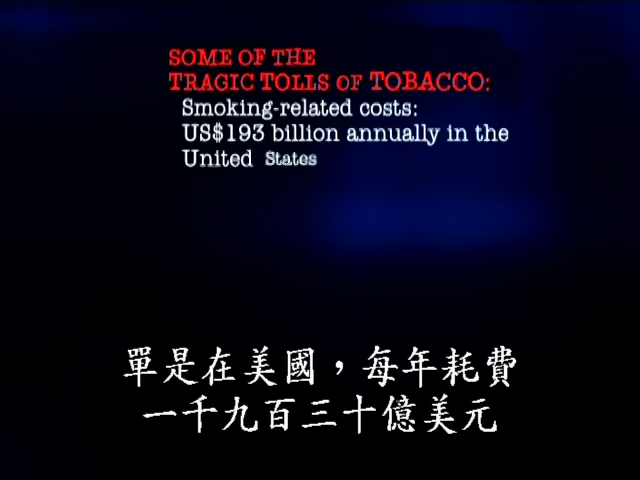 SOME OF THE
TRAGIC TOLLS OF TOBACCO:
Smoking-related costs:
US$193 billion annually in the
United States
單是在美國，每年耗費
一千九百三十億美元